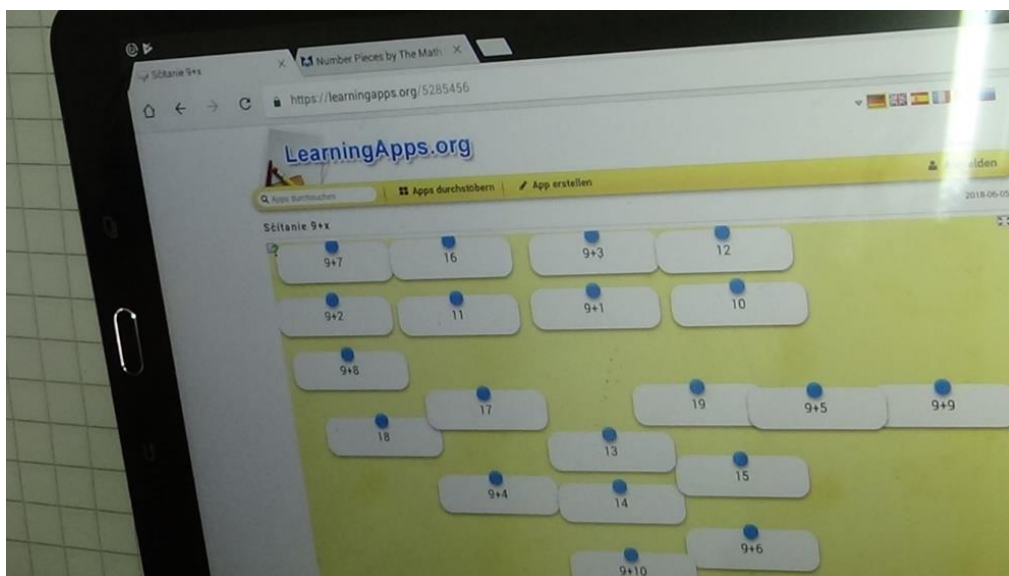 Sčítanie 9+x
Number Pieces by The Math
https://learningapps.org/5285456
LearningApps.org
Apps durchsuchen
Apps durchstöbern
App erstellen
2018-06-05
Sčítanie 9+x
9+7
16
9+3
12
9+2
11
9+1
10
9+8
17
19
9+5
9+9
18
13
15
9+4
14
9+6
9+10